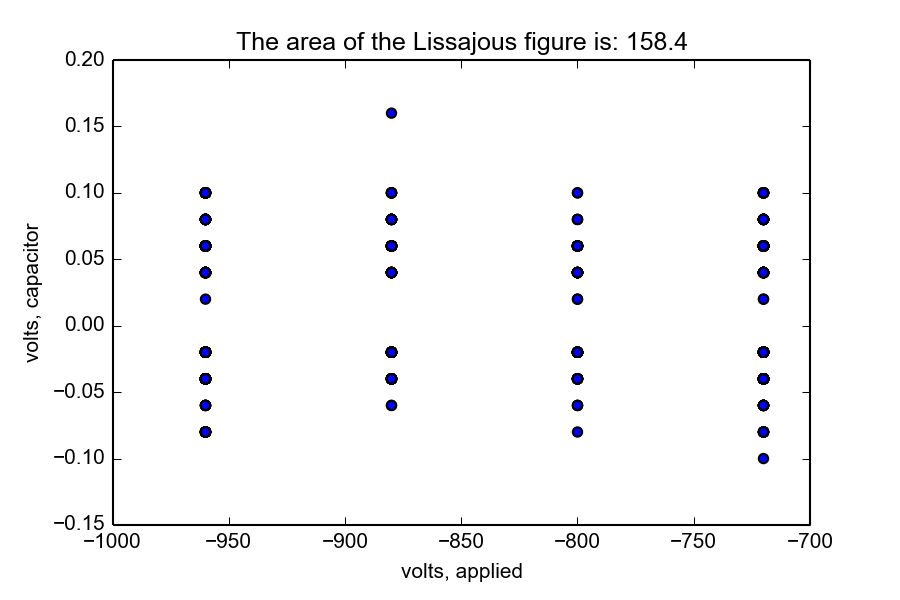 The area of the Lissajous figure is: 158.4
0.20
0.15
0.10
0.05
0.00
−0.05
−0.10
−0.15
volts, capacitor
−1000 −950 −900 −850 −800 −750 −700
volts, applied